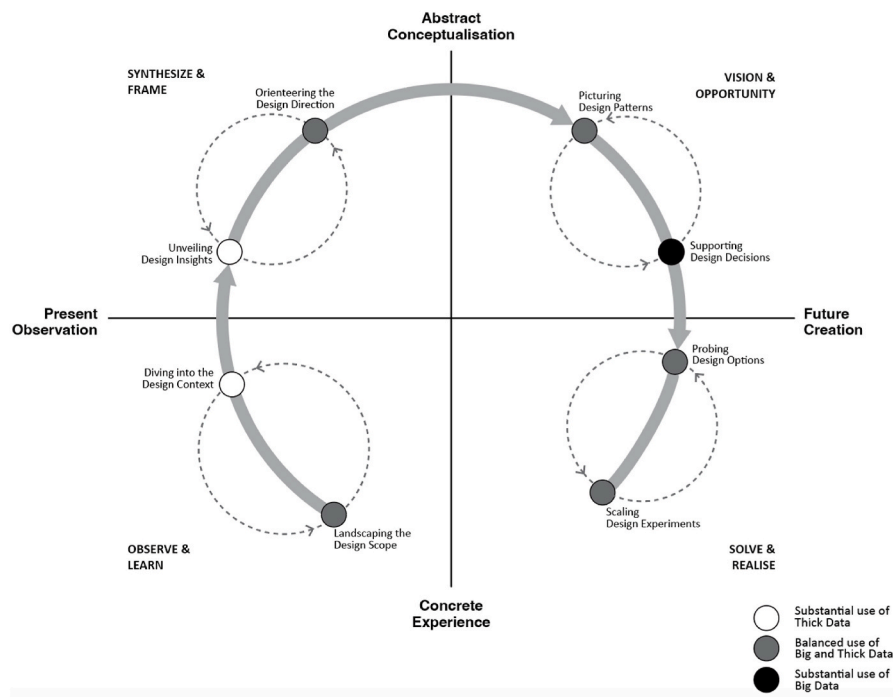 Abstract
Conceptualisation
SYNTHESIZE &
FRAME
VISION &
OPPORTUNITY
Orienteering the
Design Direction
Picturing
Design Patterns
Unveiling
Design Insights
Supporting
Design Decisions
Present
Observation
Future
Creation
Diving into the
Design Context
Probing
Design Options
Landscaping the
Design Scope
Scaling
Design Experiments
OBSERVE &
LEARN
SOLVE &
REALISE
Concrete
Experience
Substantial use of
Thick Data
Balanced use of
Big and Thick Data
Substantial use of
Big Data